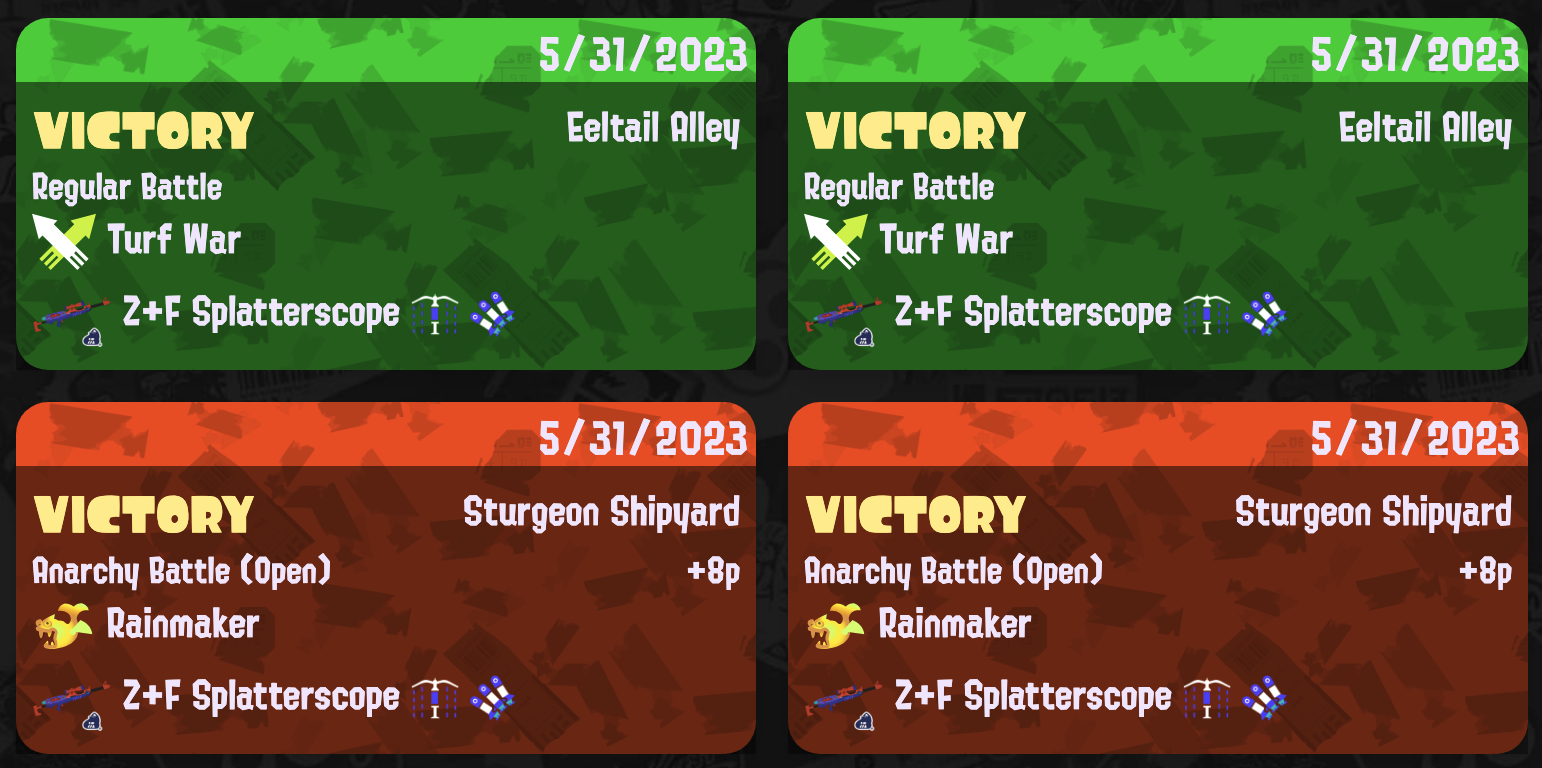 5/31/2023
VICTORY Eeltail Alley
Regular Battle
Turf War
Z+F Splatterscope
5/31/2023
VICTORY Eeltail Alley
Regular Battle
Turf War
Z+F Splatterscope
5/31/2023
VICTORY Sturgeon Shipyard
Anarchy Battle (Open) +8p
Rainmaker
Z+F Splatterscope
5/31/2023
VICTORY Sturgeon Shipyard
Anarchy Battle (Open) +8p
Rainmaker
Z+F Splatterscope